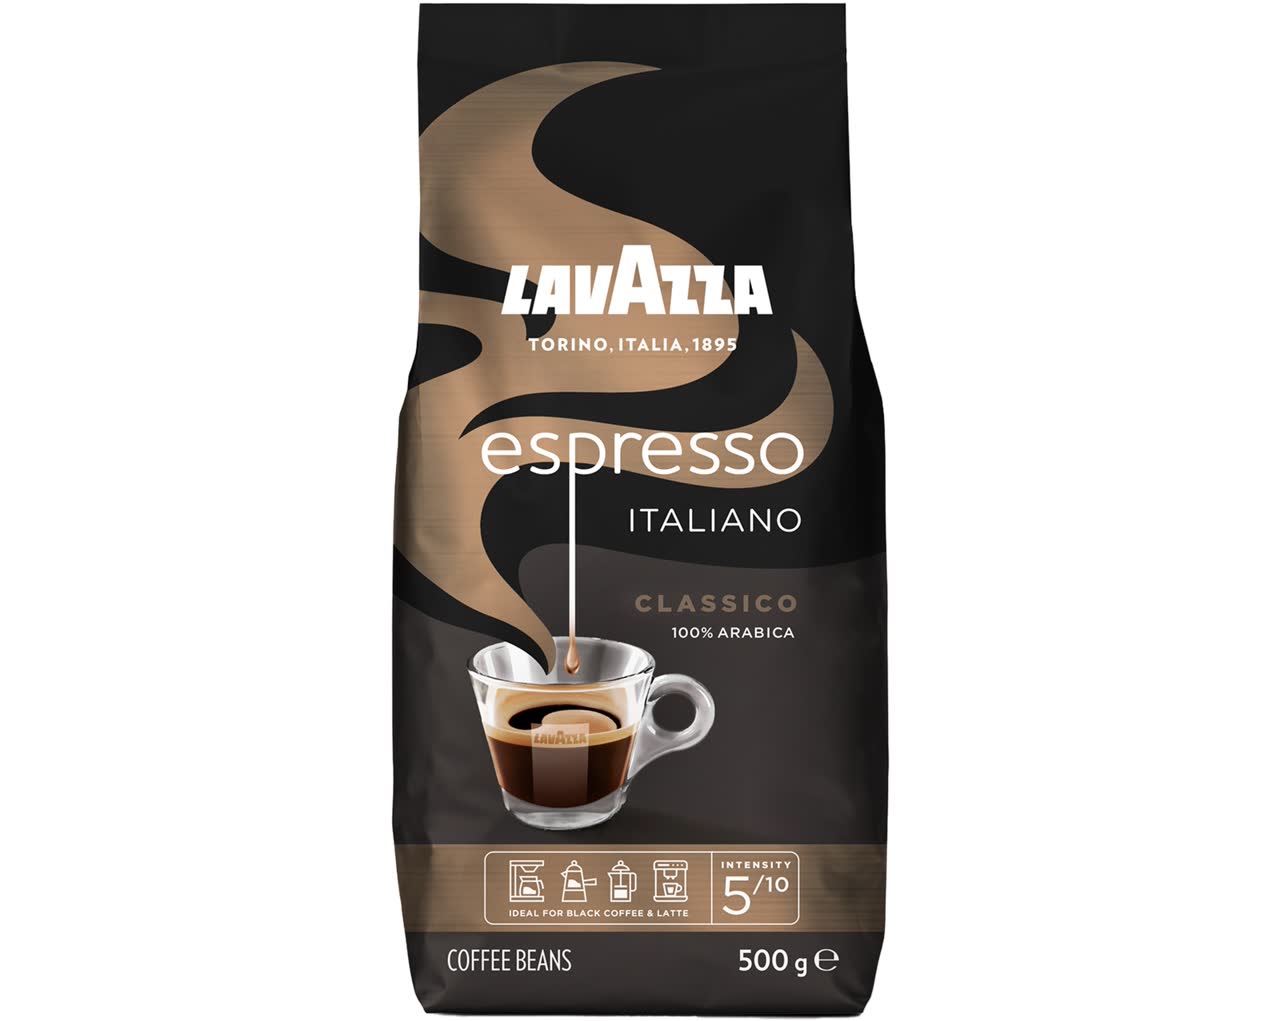 LAVAZZA
TORINO, ITALIA, 1895
espresso
ITALIANO
CLASSICO
100% ARABICA
LAVAZZA
INTENSITY
5/10
IDEAL FOR BLACK COFFEE & LATTE
COFFEE BEANS
500 g ℮